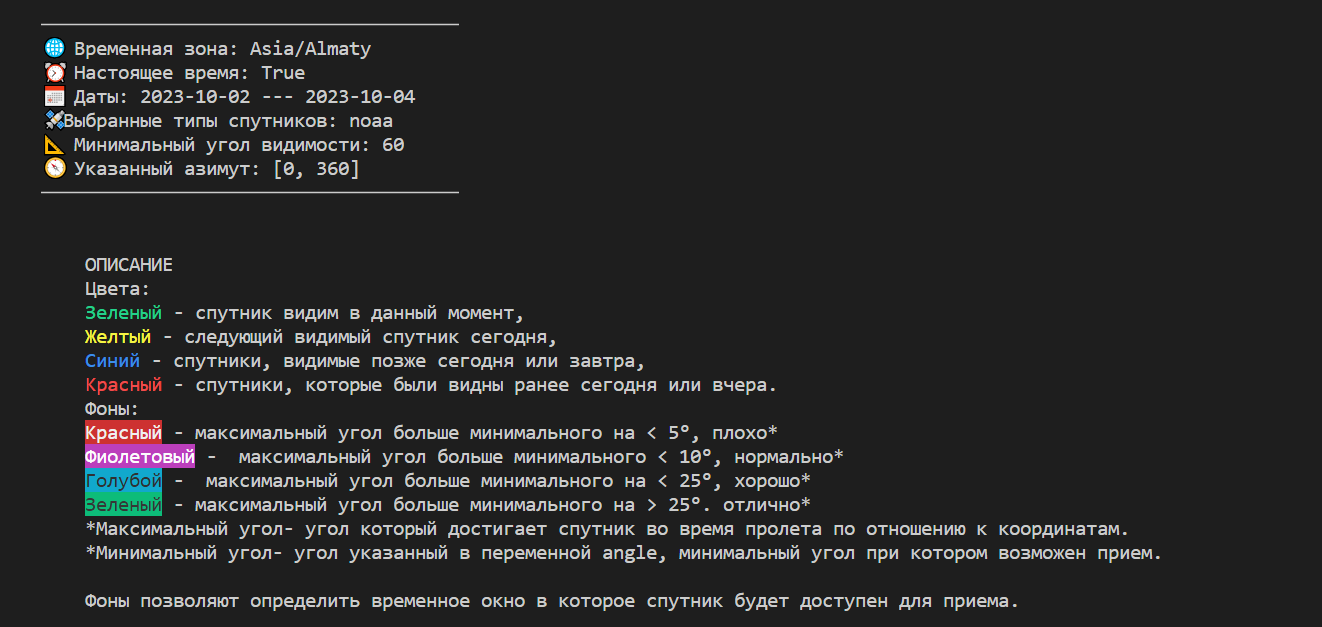 Временная зона: Asia/Almaty
Настоящее время: True
Даты: 2023-10-02 --- 2023-10-04
Выбранные типы спутников: noaa
Минимальный угол видимости: 60
Указанный азимут: [0, 360]
ОПИСАНИЕ
Цвета:
Зеленый - спутник видим в данный момент,
Желтый - следующий видимый спутник сегодня,
Синий - спутники, видимые позже сегодня или завтра,
Красный - спутники, которые были видны ранее сегодня или вчера.
Фоны:
Красный - максимальный угол больше минимального на < 5°, плохо*
Фиолетовый -  максимальный угол больше минимального < 10°, нормально*
Голубой -  максимальный угол больше минимального на < 25°, хорошо*
Зеленый - максимальный угол больше минимального на > 25°. отлично*
*Максимальный угол- угол который достигает спутник во время пролета по отношению к координатам.
*Минимальный угол- угол указанный в переменной angle, минимальный угол при котором возможен прием.
Фоны позволяют определить временное окно в которое спутник будет доступен для приема.